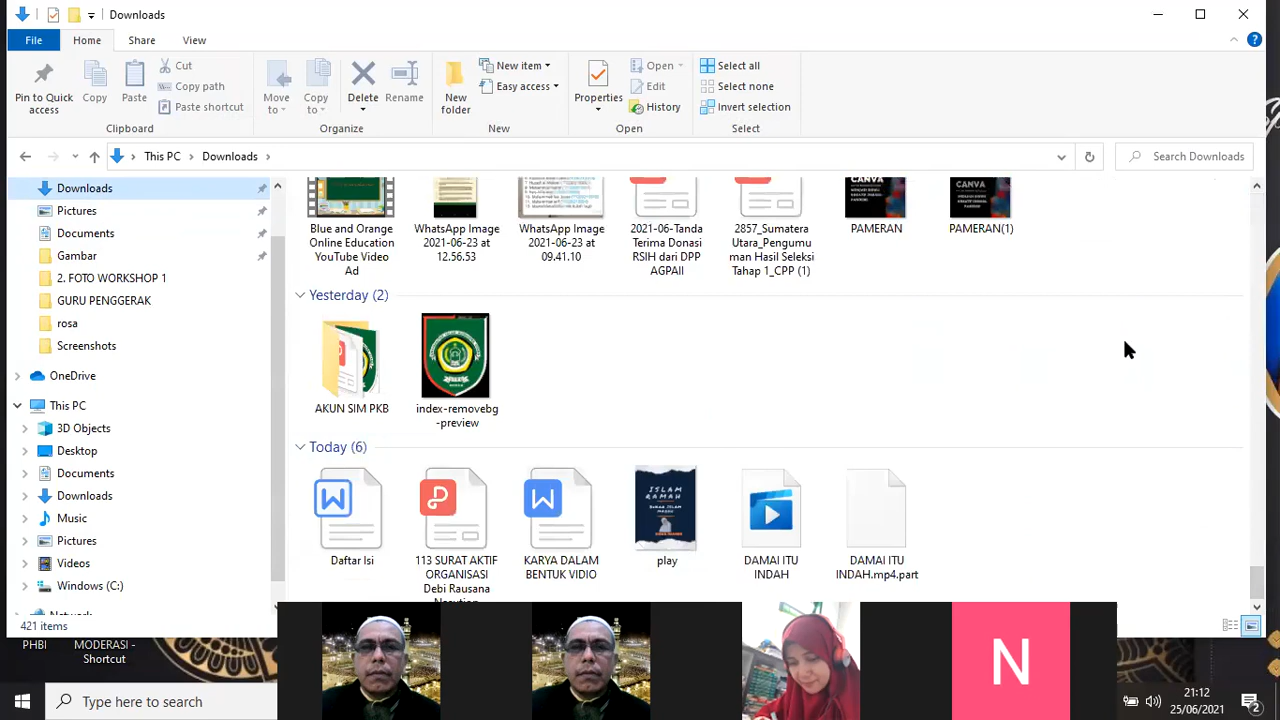 Downloads
File
Home
Share
View
Pin to Quick
access
Copy
Paste
Cut
Copy path
Paste shortcut
Clipboard
Move
to
Copy
to
Delete
Rename
Organize
New
folder
New item
Easy access
New
Properties
Open
Edit
History
Open
Select all
Select none
Invert selection
Select
This PC
Downloads
Search Downloads
Downloads
Pictures
Documents
Gambar
2. FOTO WORKSHOP 1
GURU PENGGERAK
rosa
Screenshots
OneDrive
This PC
3D Objects
Desktop
Documents
Downloads
Music
Pictures
Videos
Windows (C:)
Network
CANVA
CANVA
Blue and Orange
Online Education
YouTube Video
Ad
WhatsApp Image
2021-06-23 at
12.56.53
WhatsApp Image
2021-06-23 at
09.41.10
2021-06-Tanda
Terima Donasi
RSIH dari DPP
AGPAII
2857_Sumatera
Utara_Pengumu
man Hasil Seleksi
Tahap 1_CPP (1)
PAMERAN
PAMERAN(1)
Yesterday (2)
AKUN SIM PKB
index-removebg
-preview
Today (6)
W
P
W
ISLAM
RAMAH
BUKAN ISLAM
MARAH
Daftar Isi
113 SURAT AKTIF
ORGANISASI
Debi Rausana
Nasution
KARYA DALAM
BENTUK VIDIO
play
DAMAI ITU
INDAH
DAMAI ITU
INDAH.mp4.part
421 items
PHBI
MODERASI -
Shortcut
N
Type here to search
21:12
25/06/2021
2